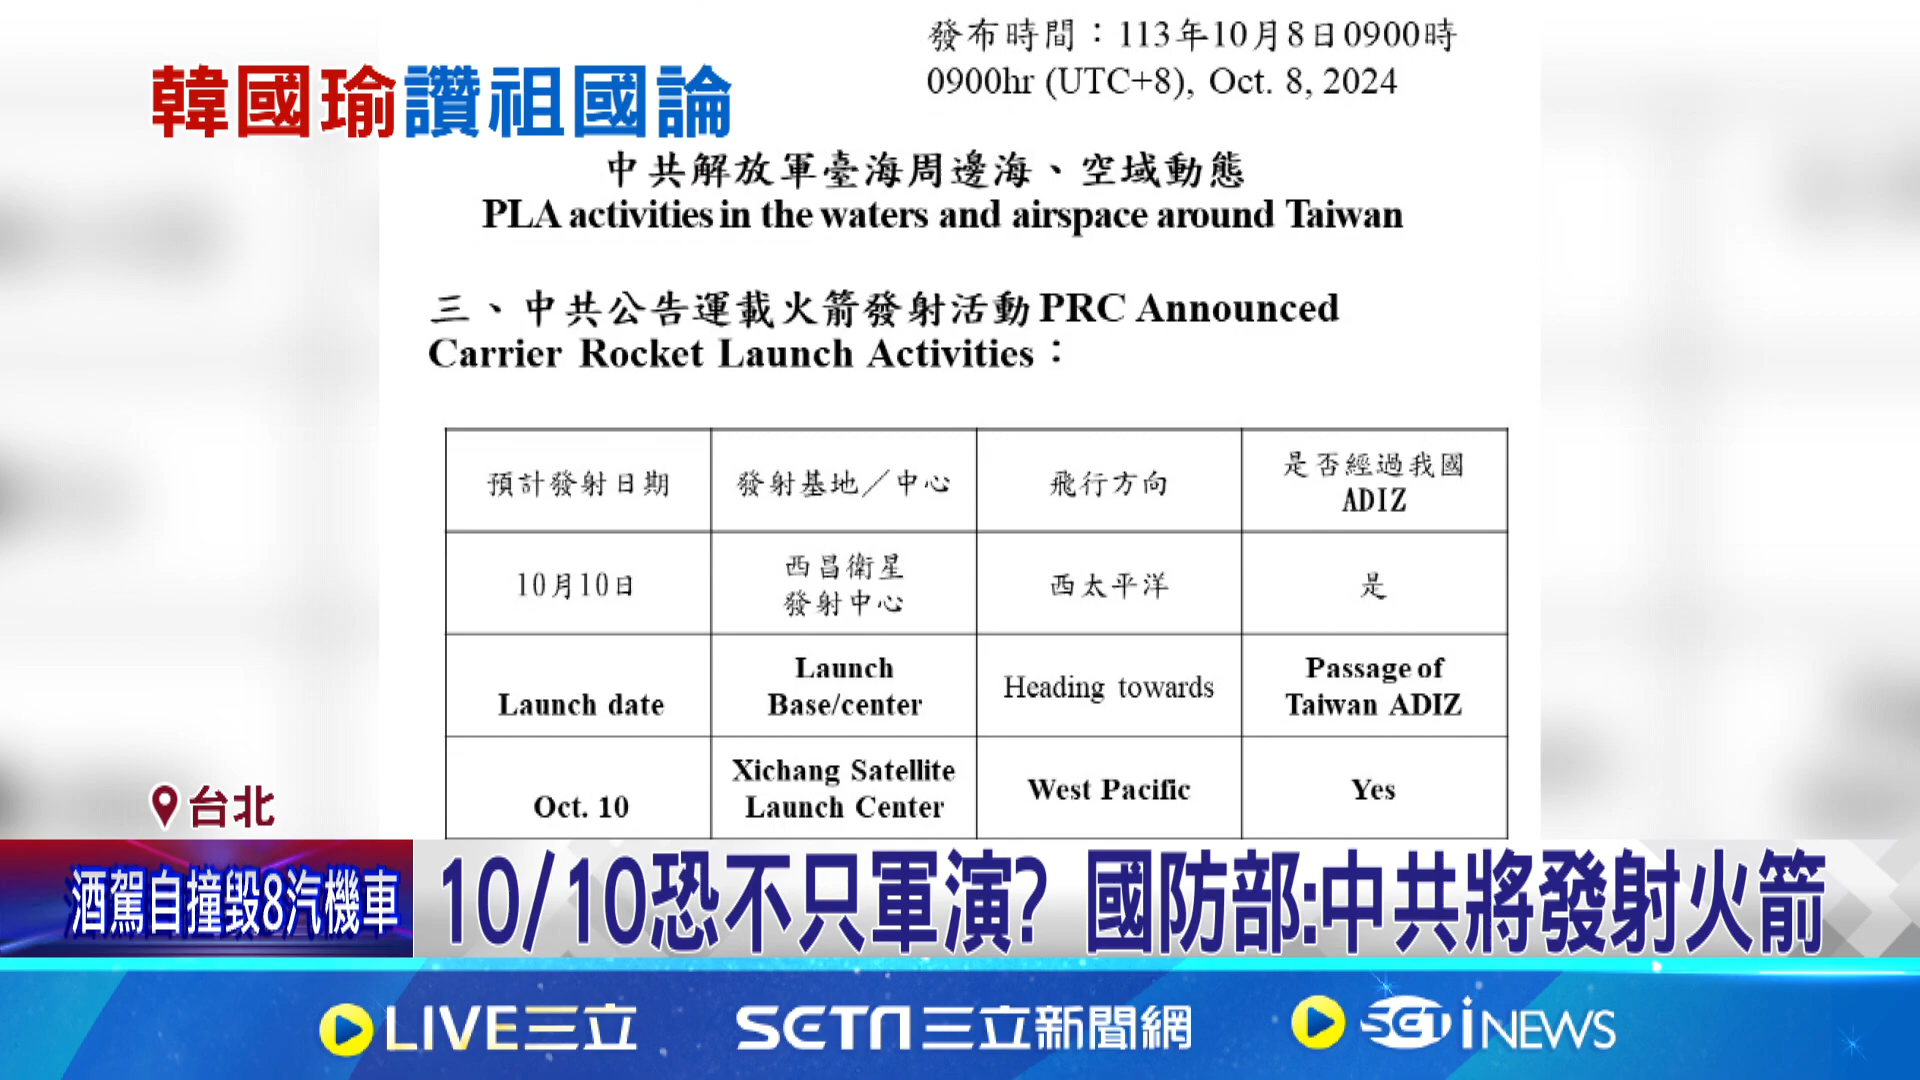 發布時間：113年10月8日0900時
0900hr (UTC+8), Oct. 8, 2024
韓國瑜讚祖國論
中共解放軍臺海周邊海、空域動態
PLA activities in the waters and airspace around Taiwan
三、中共公告運載火箭發射活動 PRC Announced
Carrier Rocket Launch Activities：
預計發射日期
發射基地／中心
飛行方向
是否經過我國
ADIZ
10月10日
西昌衛星
發射中心
西太平洋
是
Launch date
Launch
Base/center
Heading towards
Passage of
Taiwan ADIZ
Oct. 10
Xichang Satellite
Launch Center
West Pacific
Yes
台北
酒駕自撞毀8汽機車
10/10恐不只軍演? 國防部:中共將發射火箭
LIVE三立
SETN三立新聞網
SET iNEWS